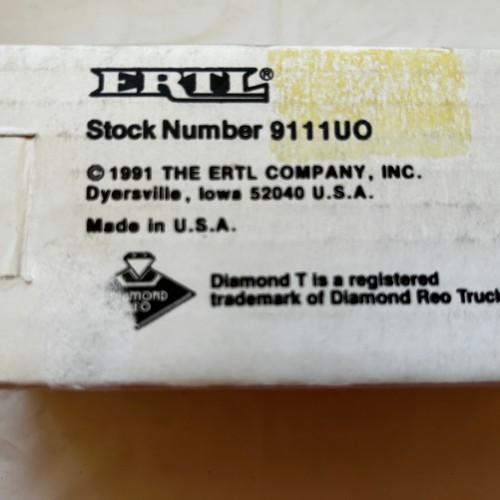 ERTL®
Stock Number 9111UO
©1991 THE ERTL COMPANY, INC.
Dyersville, Iowa 52040 U.S.A.
Made in U.S.A.
Diamond T is a registered
trademark of Diamond Reo Truck